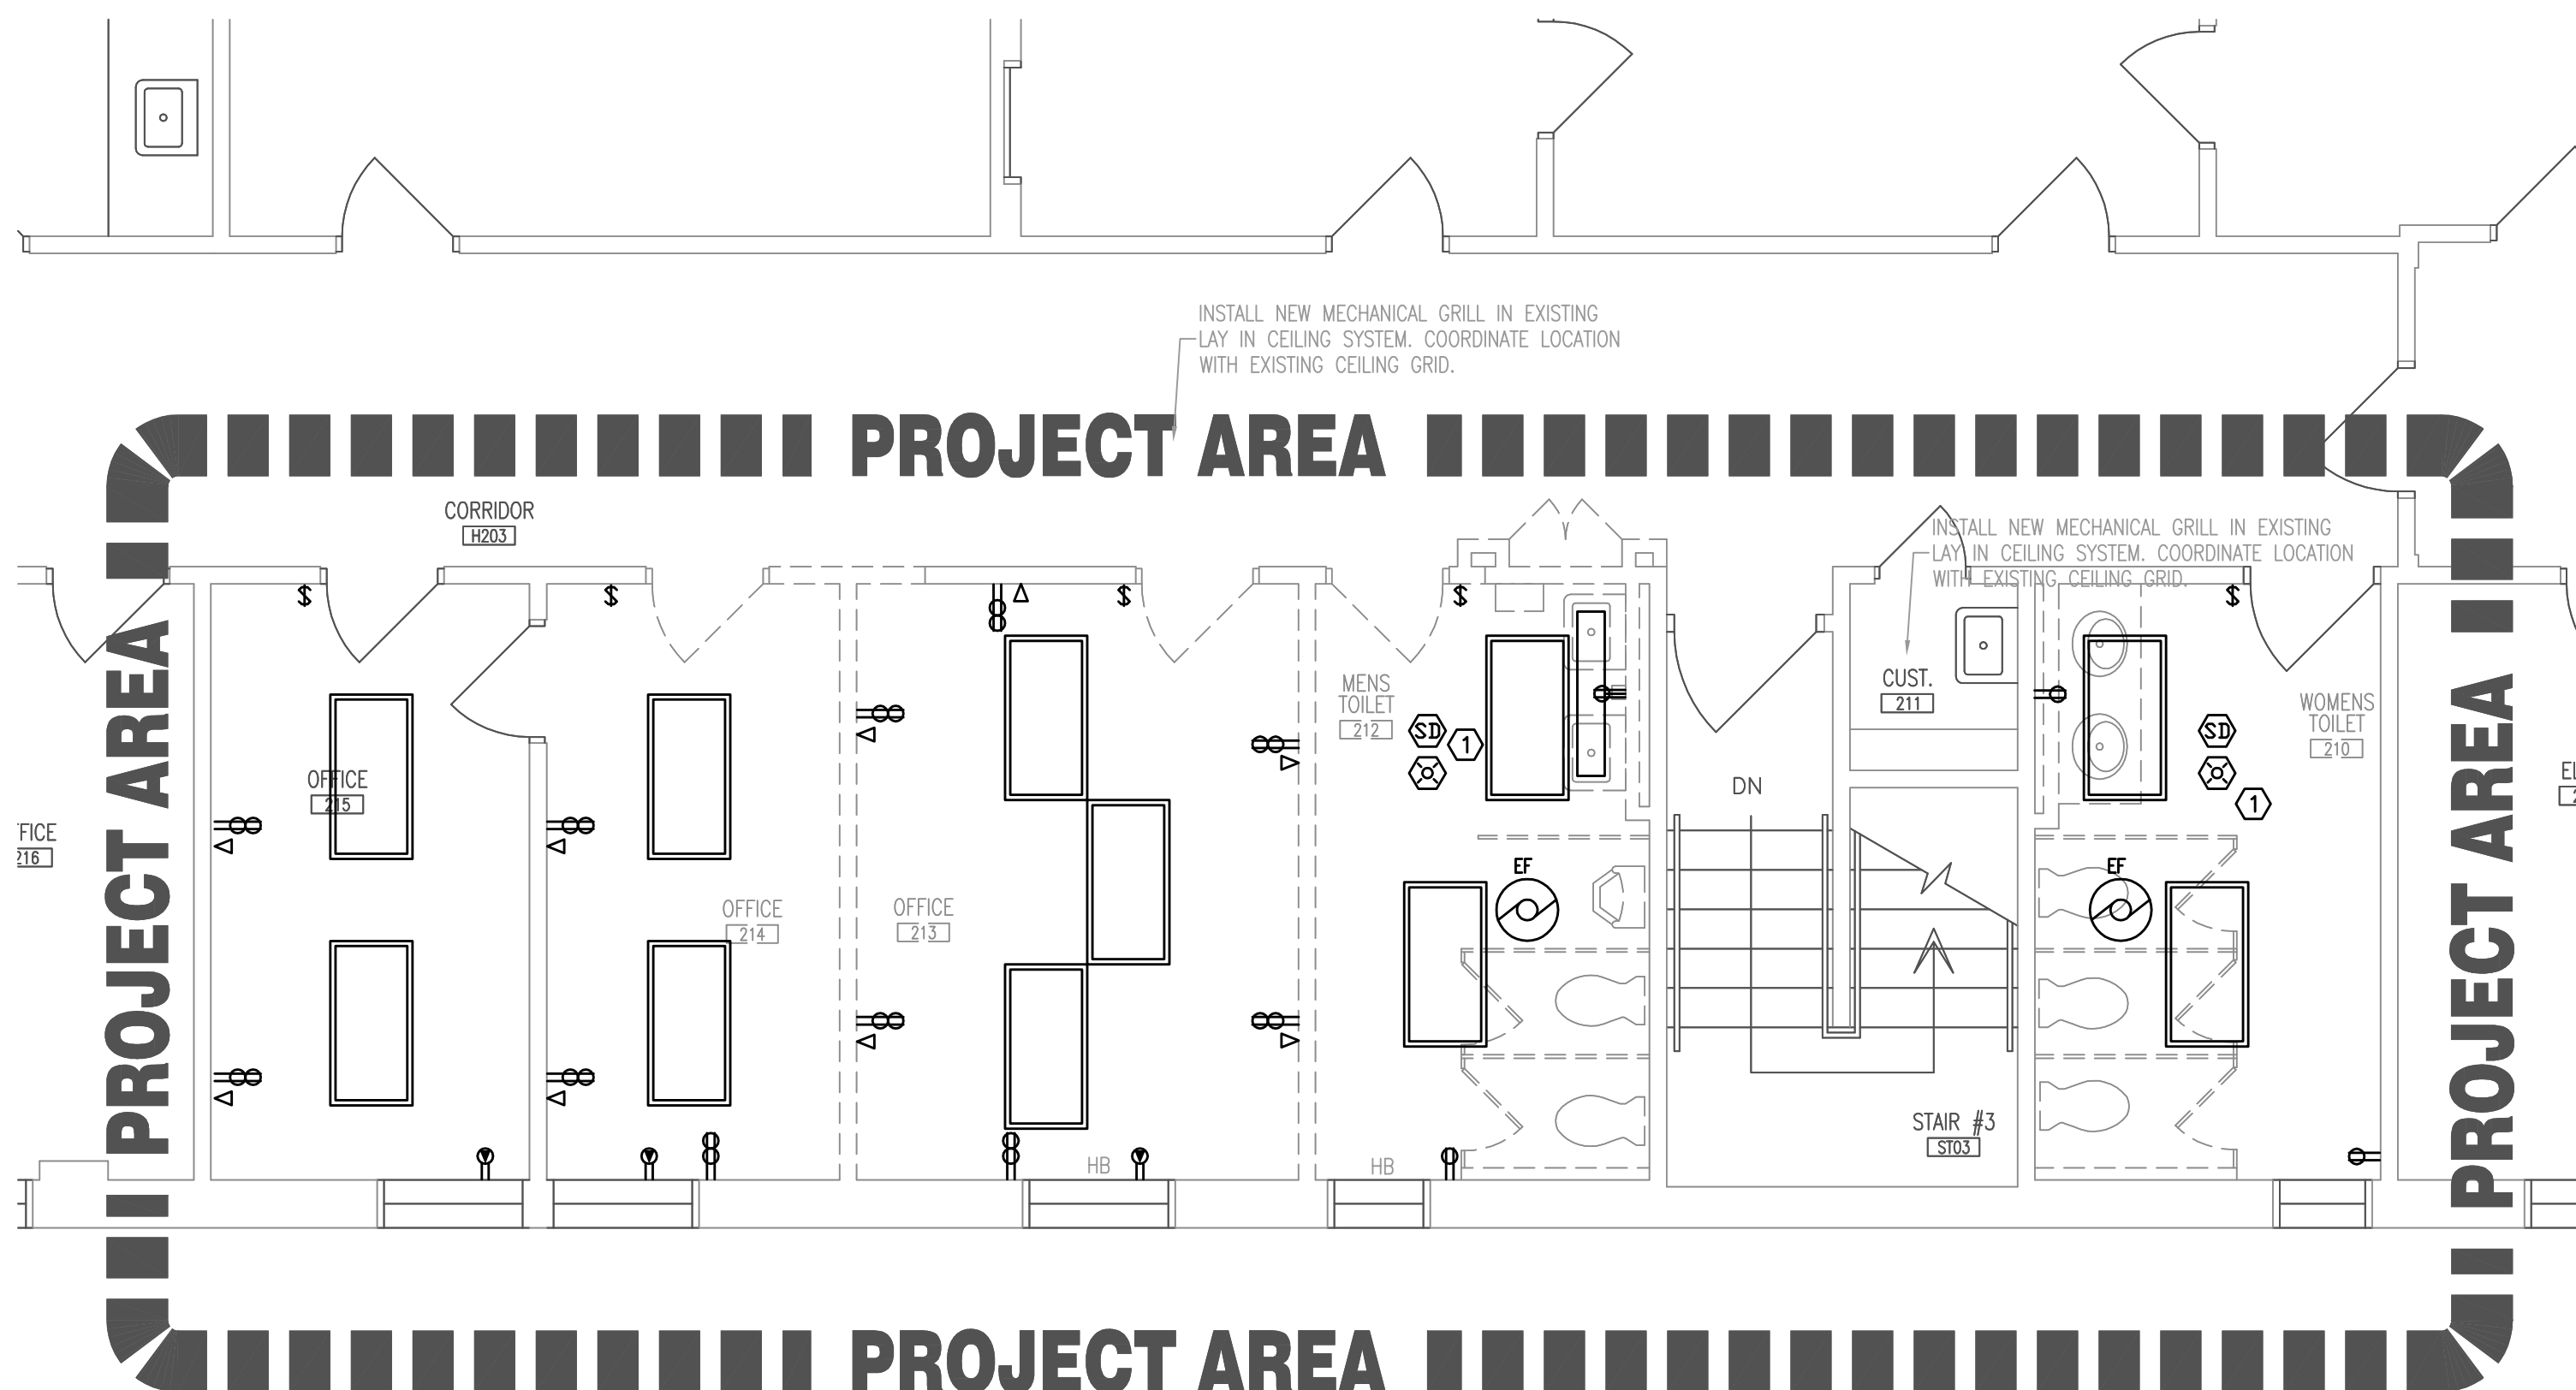 INSTALL NEW MECHANICAL GRILL IN EXISTING
LAY IN CEILING SYSTEM. COORDINATE LOCATION
WITH EXISTING CEILING GRID.
PROJECT AREA
CORRIDOR
H203
INSTALL NEW MECHANICAL GRILL IN EXISTING
LAY IN CEILING SYSTEM. COORDINATE LOCATION
WITH EXISTING CEILING GRID.
$
$
$
$
$
PROJECT AREA
PROJECT AREA
MENS
TOILET
212
SD
1
CUST.
211
WOMENS
TOILET
210
SD
1
OFFICE
215
DN
FICE
216
EF
EF
OFFICE
214
OFFICE
213
STAIR #3
ST03
HB
HB
PROJECT AREA